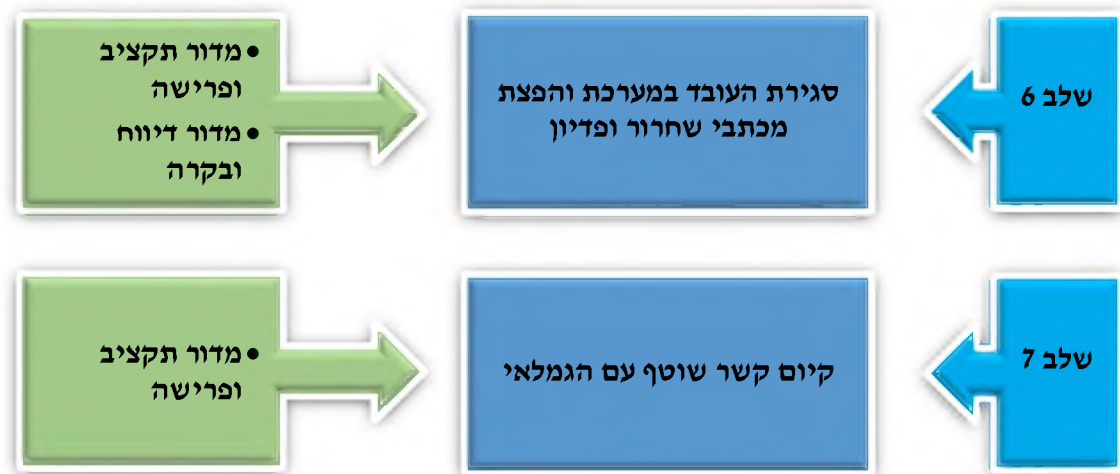 שלב 6
סגירת העובד במערכת והפצת
מכתבי שחרור ופדיון
• מדור תקציב
ופרישה
• מדור דיווח
ובקרה
שלב 7
קיום קשר שוטף עם הגמלאי
• מדור תקציב
ופרישה